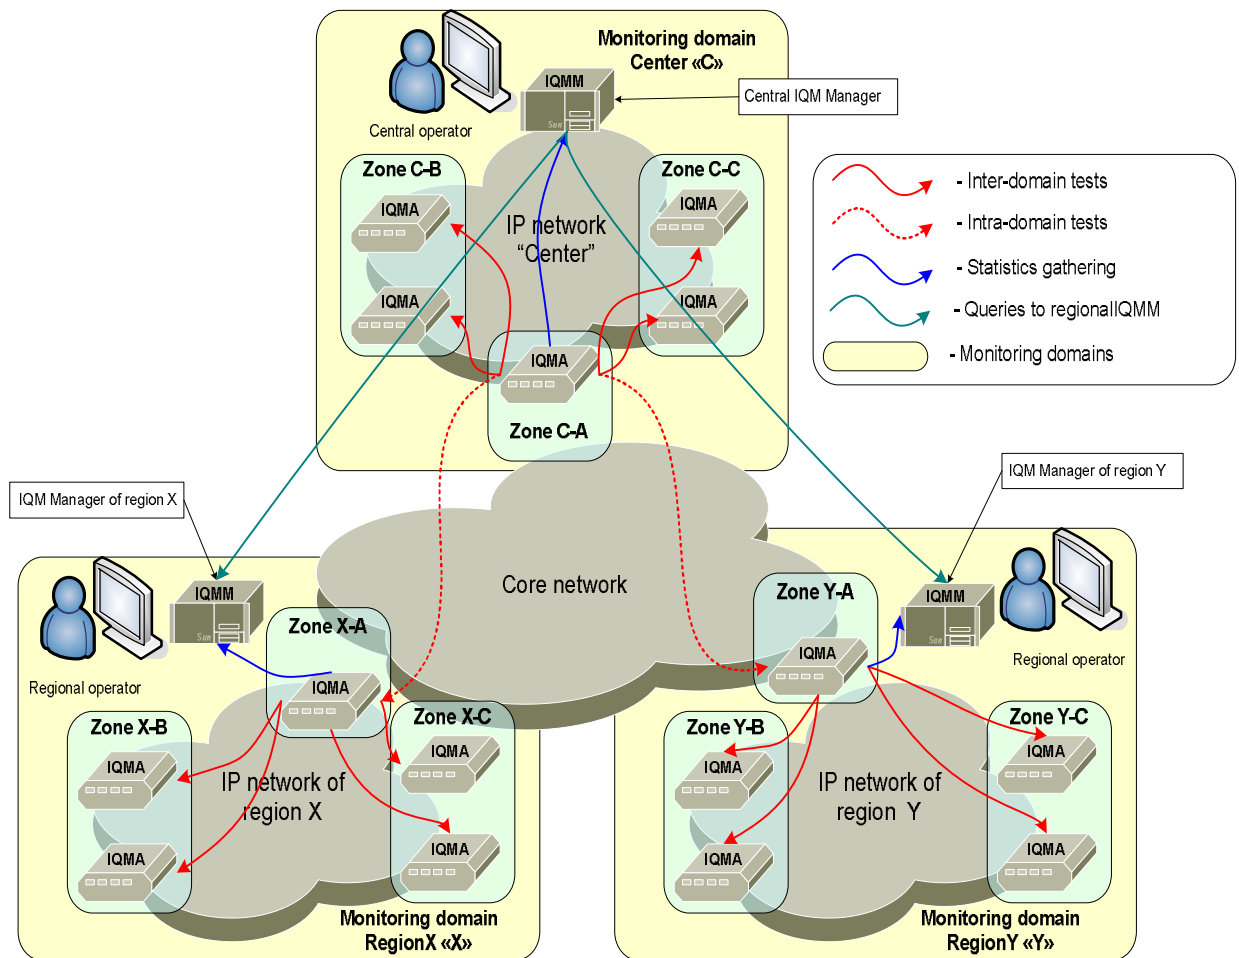 Monitoring domain
Center «C»
IQMM
Sun
Central IQM Manager
Central operator
Zone C-B
IQMA
IQMA
Zone C-C
IQMA
IQMA
IP network
“Center”
IQMA
Zone C-A
- Inter-domain tests
- Intra-domain tests
- Statistics gathering
- Queries to regionalIQMM
- Monitoring domains
IQM Manager of region X
IQM Manager of region Y
Core network
IQMM
Sun
Regional operator
Zone X-A
IQMA
Zone X-B
IQMA
IQMA
Zone X-C
IQMA
IQMA
IP network of
region X
Monitoring domain
RegionX «X»
Zone Y-A
IQMA
IQMM
Sun
Regional operator
Zone Y-B
IQMA
IQMA
Zone Y-C
IQMA
IQMA
IP network of
region Y
Monitoring domain
RegionY «Y»